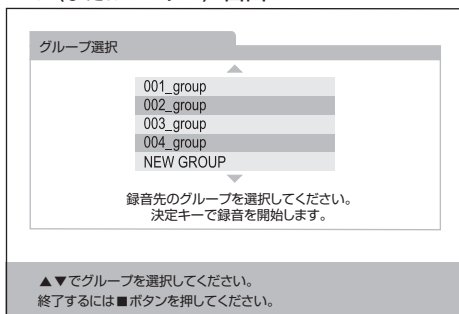 グループ選択
001_group
002_group
003_group
004_group
NEW GROUP
録音先のグループを選択してください。
決定キーで録音を開始します。
▲▼でグループを選択してください。
終了するには■ボタンを押してください。